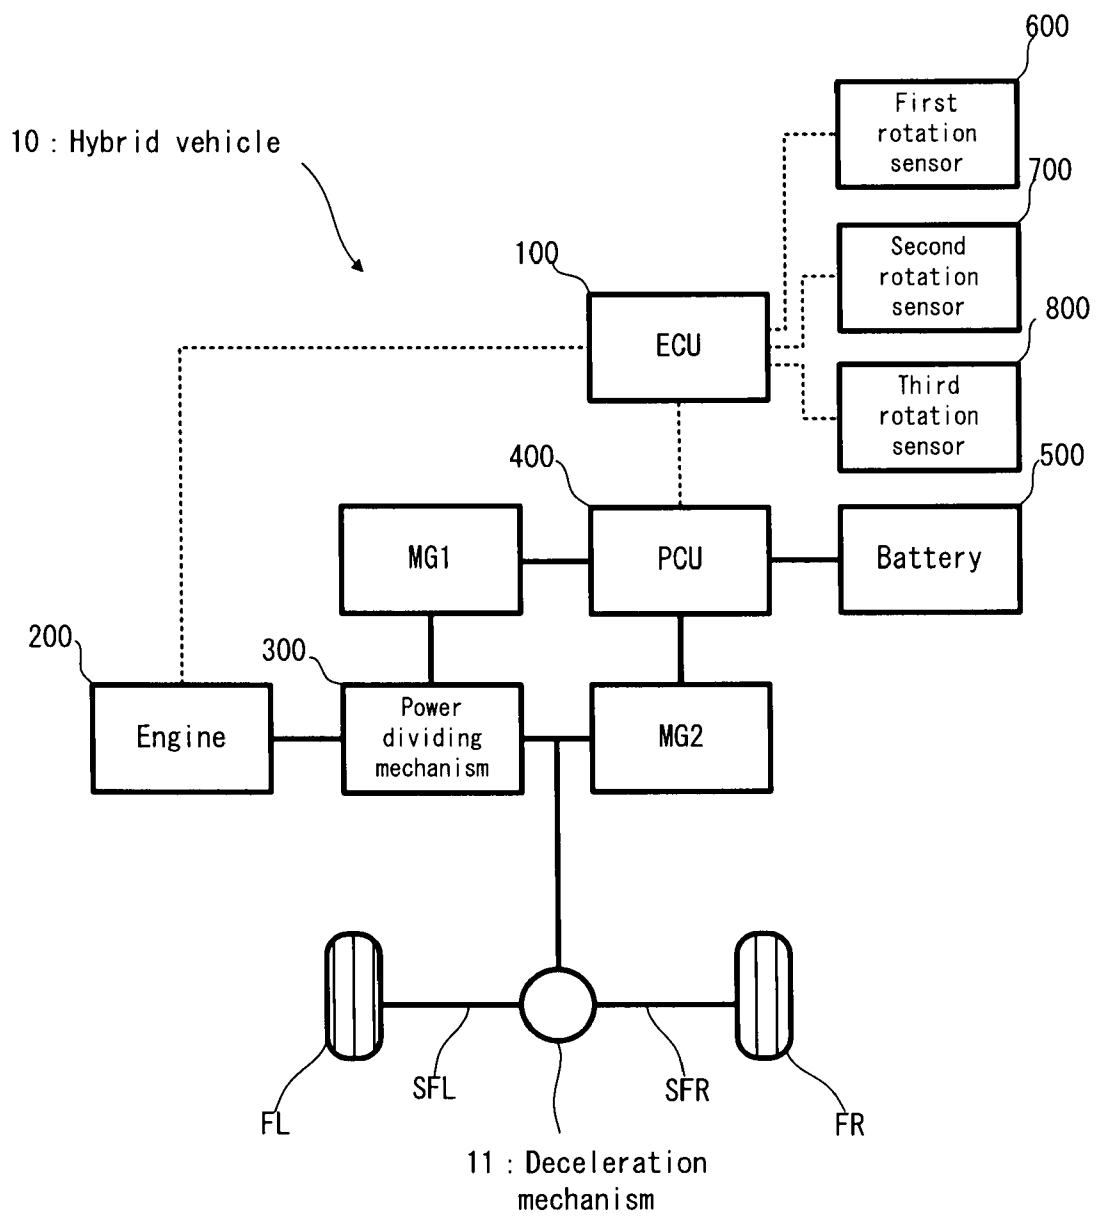 600
First
rotation
sensor
10 : Hybrid vehicle
700
100
Second
rotation
sensor
800
ECU
Third
rotation
sensor
400
500
MG1
PCU
Battery
200
300
Engine
Power
dividing
mechanism
MG2
SFL
SFR
FL
FR
11 : Deceleration
mechanism